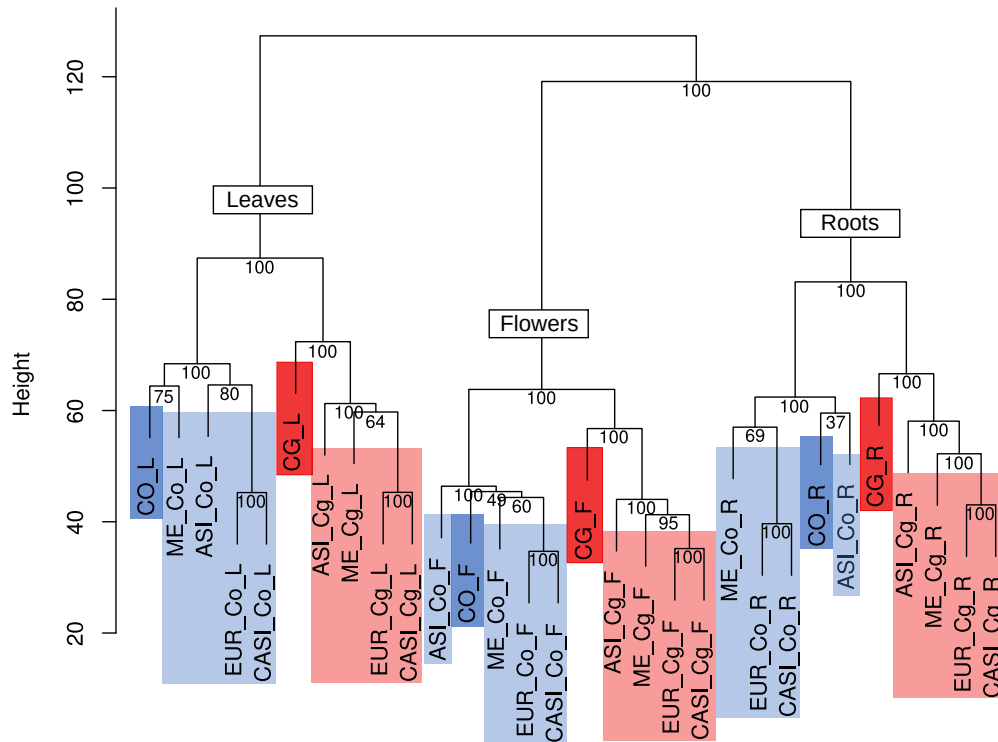 Height
120
100
80
60
40
20
Leaves
Flowers
Roots
100
100
100
75
80
100
100
100
64
100
100
100
49
60
100
100
100
95
100
100
100
69
100
37
100
100
100
100
CO_L
ME_Co_L
ASI_Co_L
EUR_Co_L
CASI_Co_L
CG_L
ASI_Cg_L
ME_Cg_L
EUR_Cg_L
CASI_Cg_L
ASI_Co_F
CO_F
ME_Co_F
EUR_Co_F
CASI_Co_F
CG_F
ASI_Cg_F
ME_Cg_F
EUR_Cg_F
CASI_Cg_F
ME_Co_R
EUR_Co_R
CASI_Co_R
CO_R
ASI_Co_R
CG_R
ASI_Cg_R
ME_Cg_R
EUR_Cg_R
CASI_Cg_R